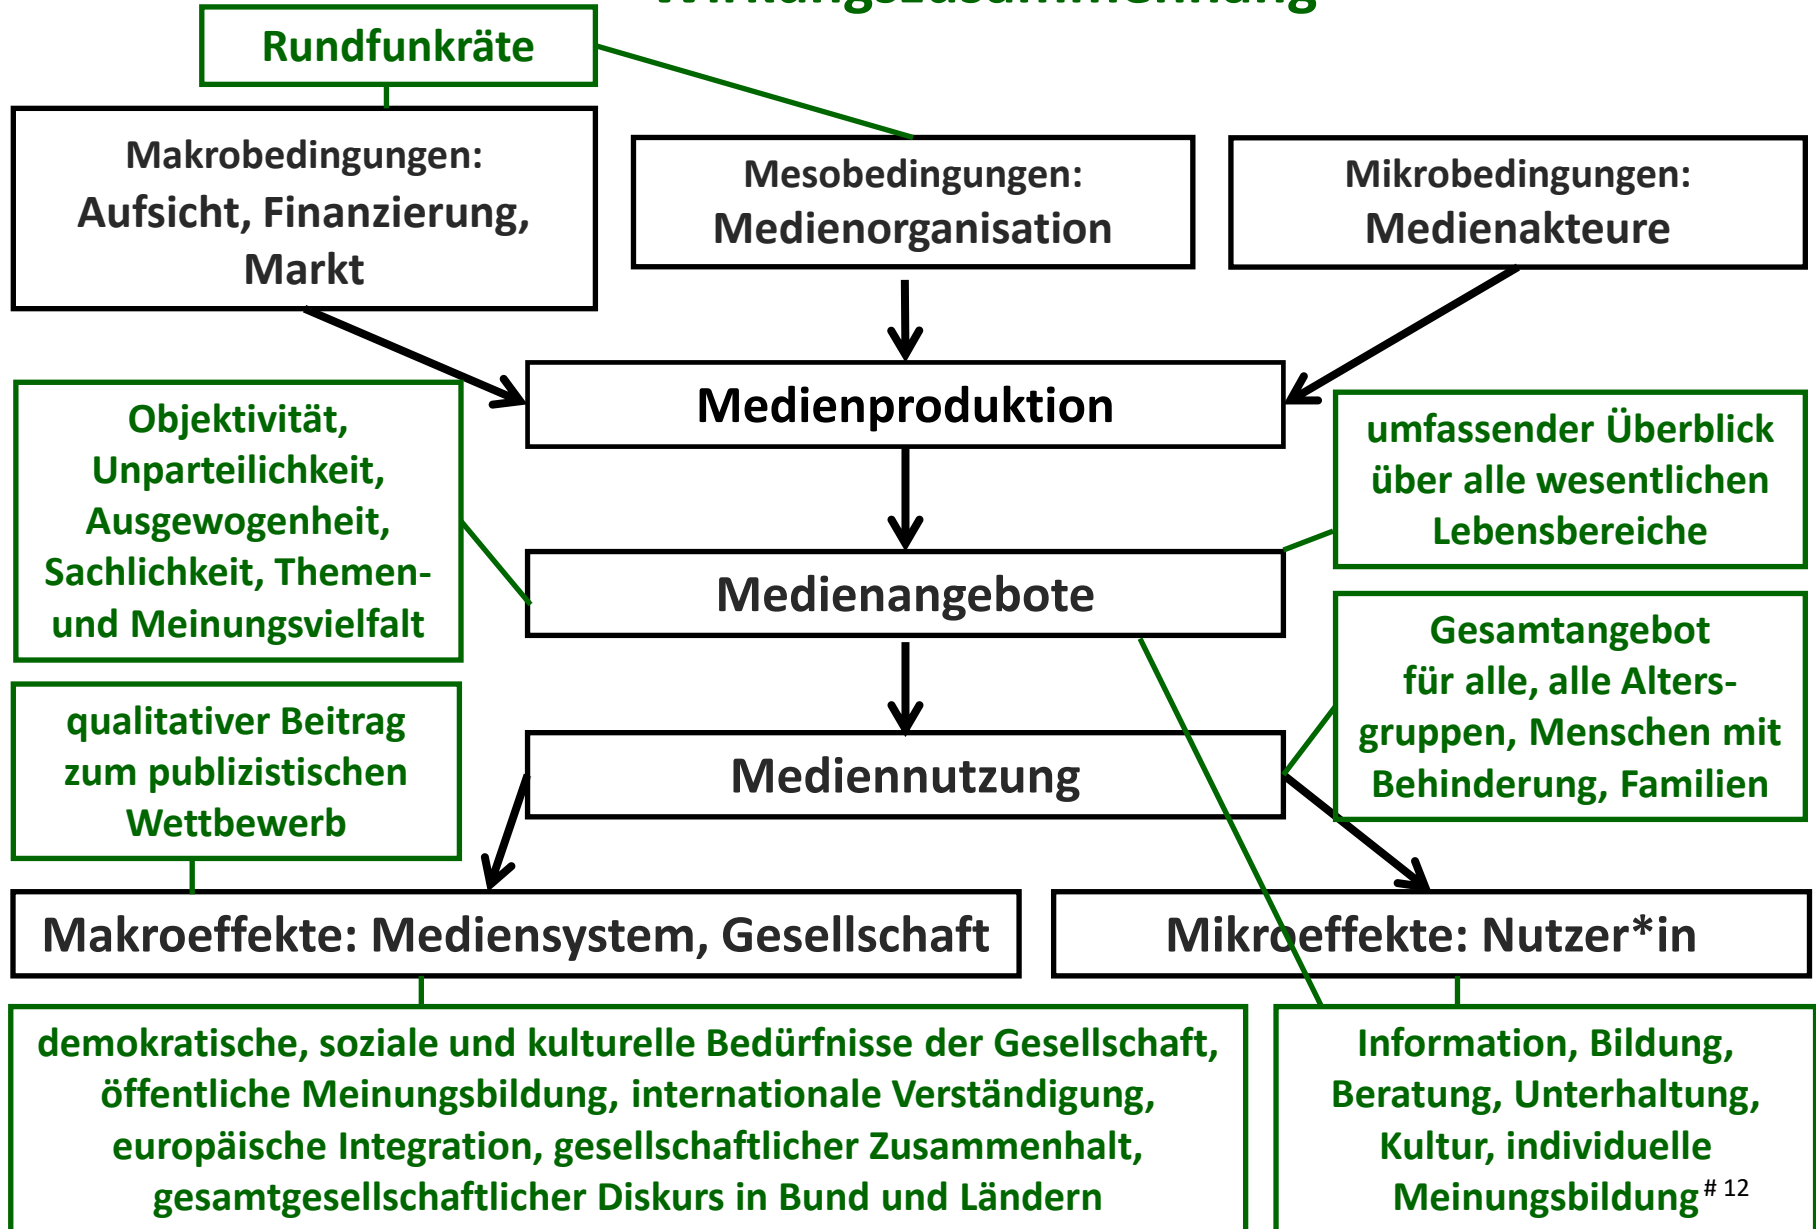 Wirkungszusammenhang
Rundfunkräte
Makrobedingungen:
Aufsicht, Finanzierung,
Markt
Mesobedingungen:
Medienorganisation
Mikrobedingungen:
Medienakteure
Medienproduktion
Objektivität,
Unparteilichkeit,
Ausgewogenheit,
Sachlichkeit, Themen-
und Meinungsvielfalt
umfassender Überblick
über alle wesentlichen
Lebensbereiche
Medienangebote
Gesamtangebot
für alle, alle Alters-
gruppen, Menschen mit
Behinderung, Familien
qualitativer Beitrag
zum publizistischen
Wettbewerb
Mediennutzung
Makroeffekte: Mediensystem, Gesellschaft
Mikroeffekte: Nutzer*in
demokratische, soziale und kulturelle Bedürfnisse der Gesellschaft,
öffentliche Meinungsbildung, internationale Verständigung,
europäische Integration, gesellschaftlicher Zusammenhalt,
gesamtgesellschaftlicher Diskurs in Bund und Ländern
Information, Bildung,
Beratung, Unterhaltung,
Kultur, individuelle
Meinungsbildung
# 12